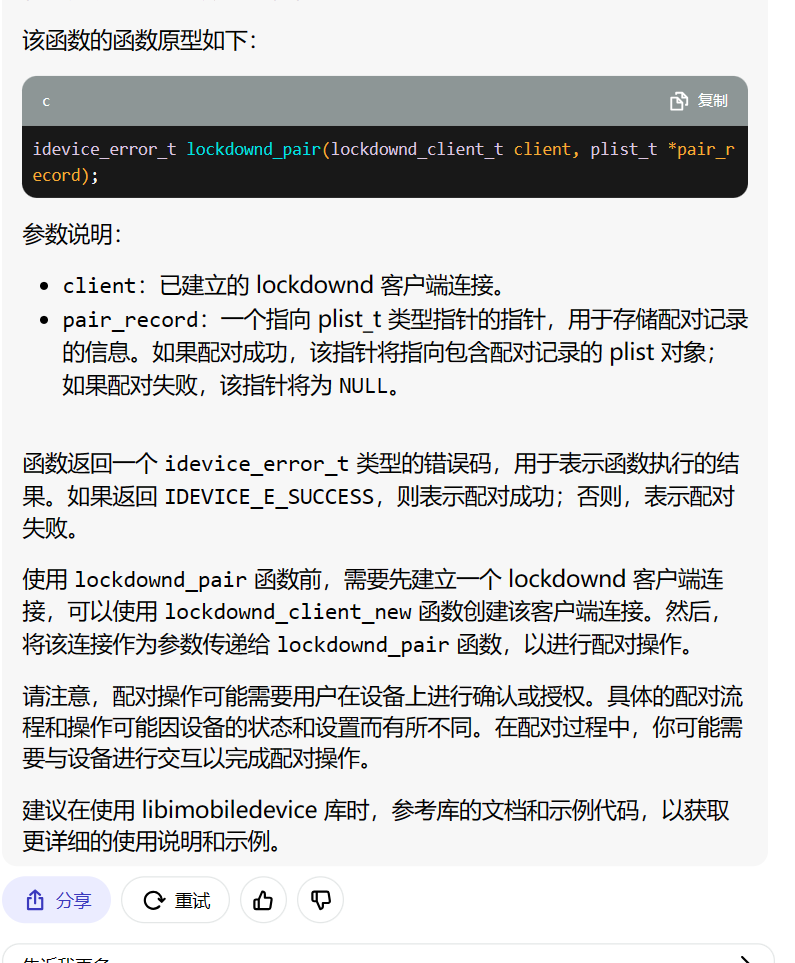 该函数的函数原型如下：
c
复制
idevice_error_t lockdownd_pair(lockdownd_client_t client, plist_t *pair_r
ecord);
参数说明：
client：已建立的 lockdownd 客户端连接。
pair_record：一个指向 plist_t 类型指针的指针，用于存储配对记录
的信息。如果配对成功，该指针将指向包含配对记录的 plist 对象；
如果配对失败，该指针将为 NULL。
函数返回一个 idevice_error_t 类型的错误码，用于表示函数执行的结
果。如果返回 IDEVICE_E_SUCCESS，则表示配对成功；否则，表示配对
失败。
使用 lockdownd_pair 函数前，需要先建立一个 lockdownd 客户端连
接，可以使用 lockdownd_client_new 函数创建该客户端连接。然后，
将该连接作为参数传递给 lockdownd_pair 函数，以进行配对操作。
请注意，配对操作可能需要用户在设备上进行确认或授权。具体的配对流
程和操作可能因设备的状态和设置而有所不同。在配对过程中，你可能需
要与设备进行交互以完成配对操作。
建议在使用 libimobiledevice 库时，参考库的文档和示例代码，以获取
更详细的使用说明和示例。
分享
重试
告诉我更多